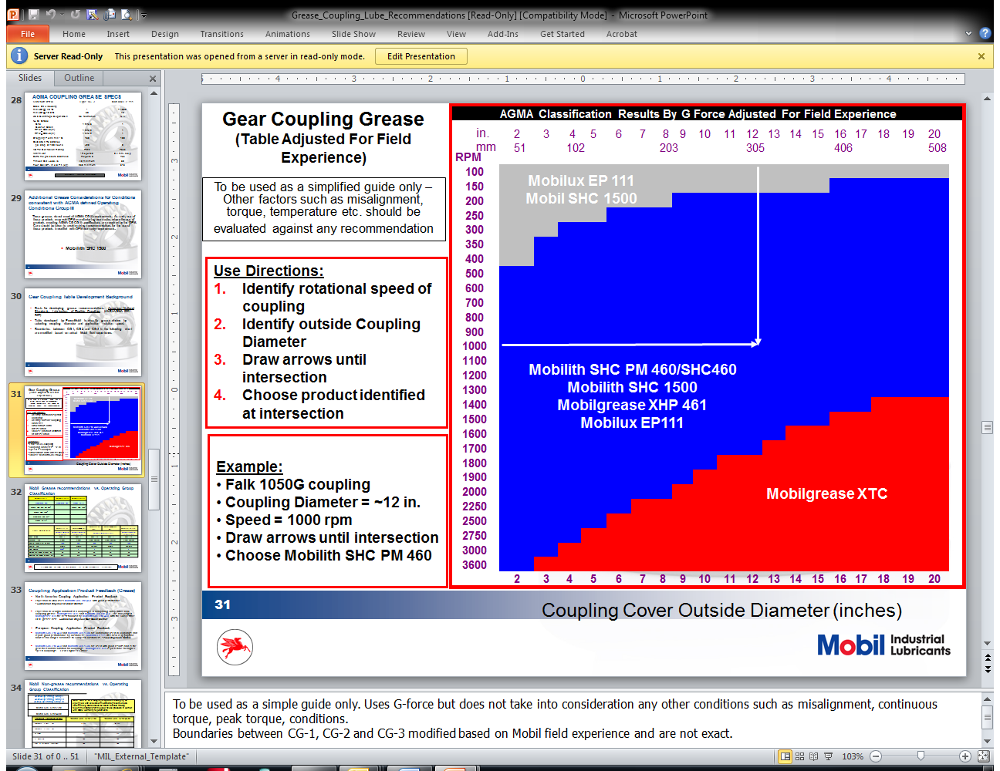 Grease_Coupling_Lube_Recommendations [Read-Only] [Compatibility Mode] - Microsoft PowerPoint
File Home Insert Design Transitions Animations Slide Show Review View Add-Ins Get Started Acrobat
Server Read-Only This presentation was opened from a server in read-only mode. Edit Presentation
Slides Outline
28
AGMA COUPLING GREASE SPECS
29
Additional Grease Considerations for Conditions
consistent with AGMA defined Operating
Conditions Group III
Mobilith SHC 1500
30
Gear Coupling Table Development Background
31
32
Mobil Grease recommendations vs. Operating Group
Classification
33
Coupling Application Product Feedback (Grease)
34
Mobil Non-grease recommendations vs. Operating
Group Classification
Gear Coupling Grease
(Table Adjusted For Field
Experience)
To be used as a simplified guide only –
Other factors such as misalignment,
torque, temperature etc. should be
evaluated against any recommendation
Use Directions:
1. Identify rotational speed of
coupling
2. Identify outside Coupling
Diameter
3. Draw arrows until
intersection
4. Choose product identified
at intersection
Example:
• Falk 1050G coupling
• Coupling Diameter = ~12 in.
• Speed = 1000 rpm
• Draw arrows until intersection
• Choose Mobilith SHC PM 460
AGMA Classification Results By G Force Adjusted For Field Experience
in. 2 3 4 5 6 7 8 9 10 11 12 13 14 15 16 17 18 19 20
mm 51 102 203 305 406 508
RPM
100
150
200
250
300
350
400
500
600
700
800
900
1000
1100
1200
1300
1400
1500
1600
1700
1800
1900
2000
2250
2500
2750
3000
3600
Mobilux EP 111
Mobil SHC 1500
Mobilith SHC PM 460/SHC460
Mobilith SHC 1500
Mobilgrease XHP 461
Mobilux EP111
Mobilgrease XTC
2 3 4 5 6 7 8 9 10 11 12 13 14 15 16 17 18 19 20
31
Coupling Cover Outside Diameter (inches)
Mobil Industrial
Lubricants
To be used as a simple guide only. Uses G-force but does not take into consideration any other conditions such as misalignment, continuous
torque, peak torque, conditions.
Boundaries between CG-1, CG-2 and CG-3 modified based on Mobil field experience and are not exact.
Slide 31 of 0 .. 51 "MIL_External_Template" 103%